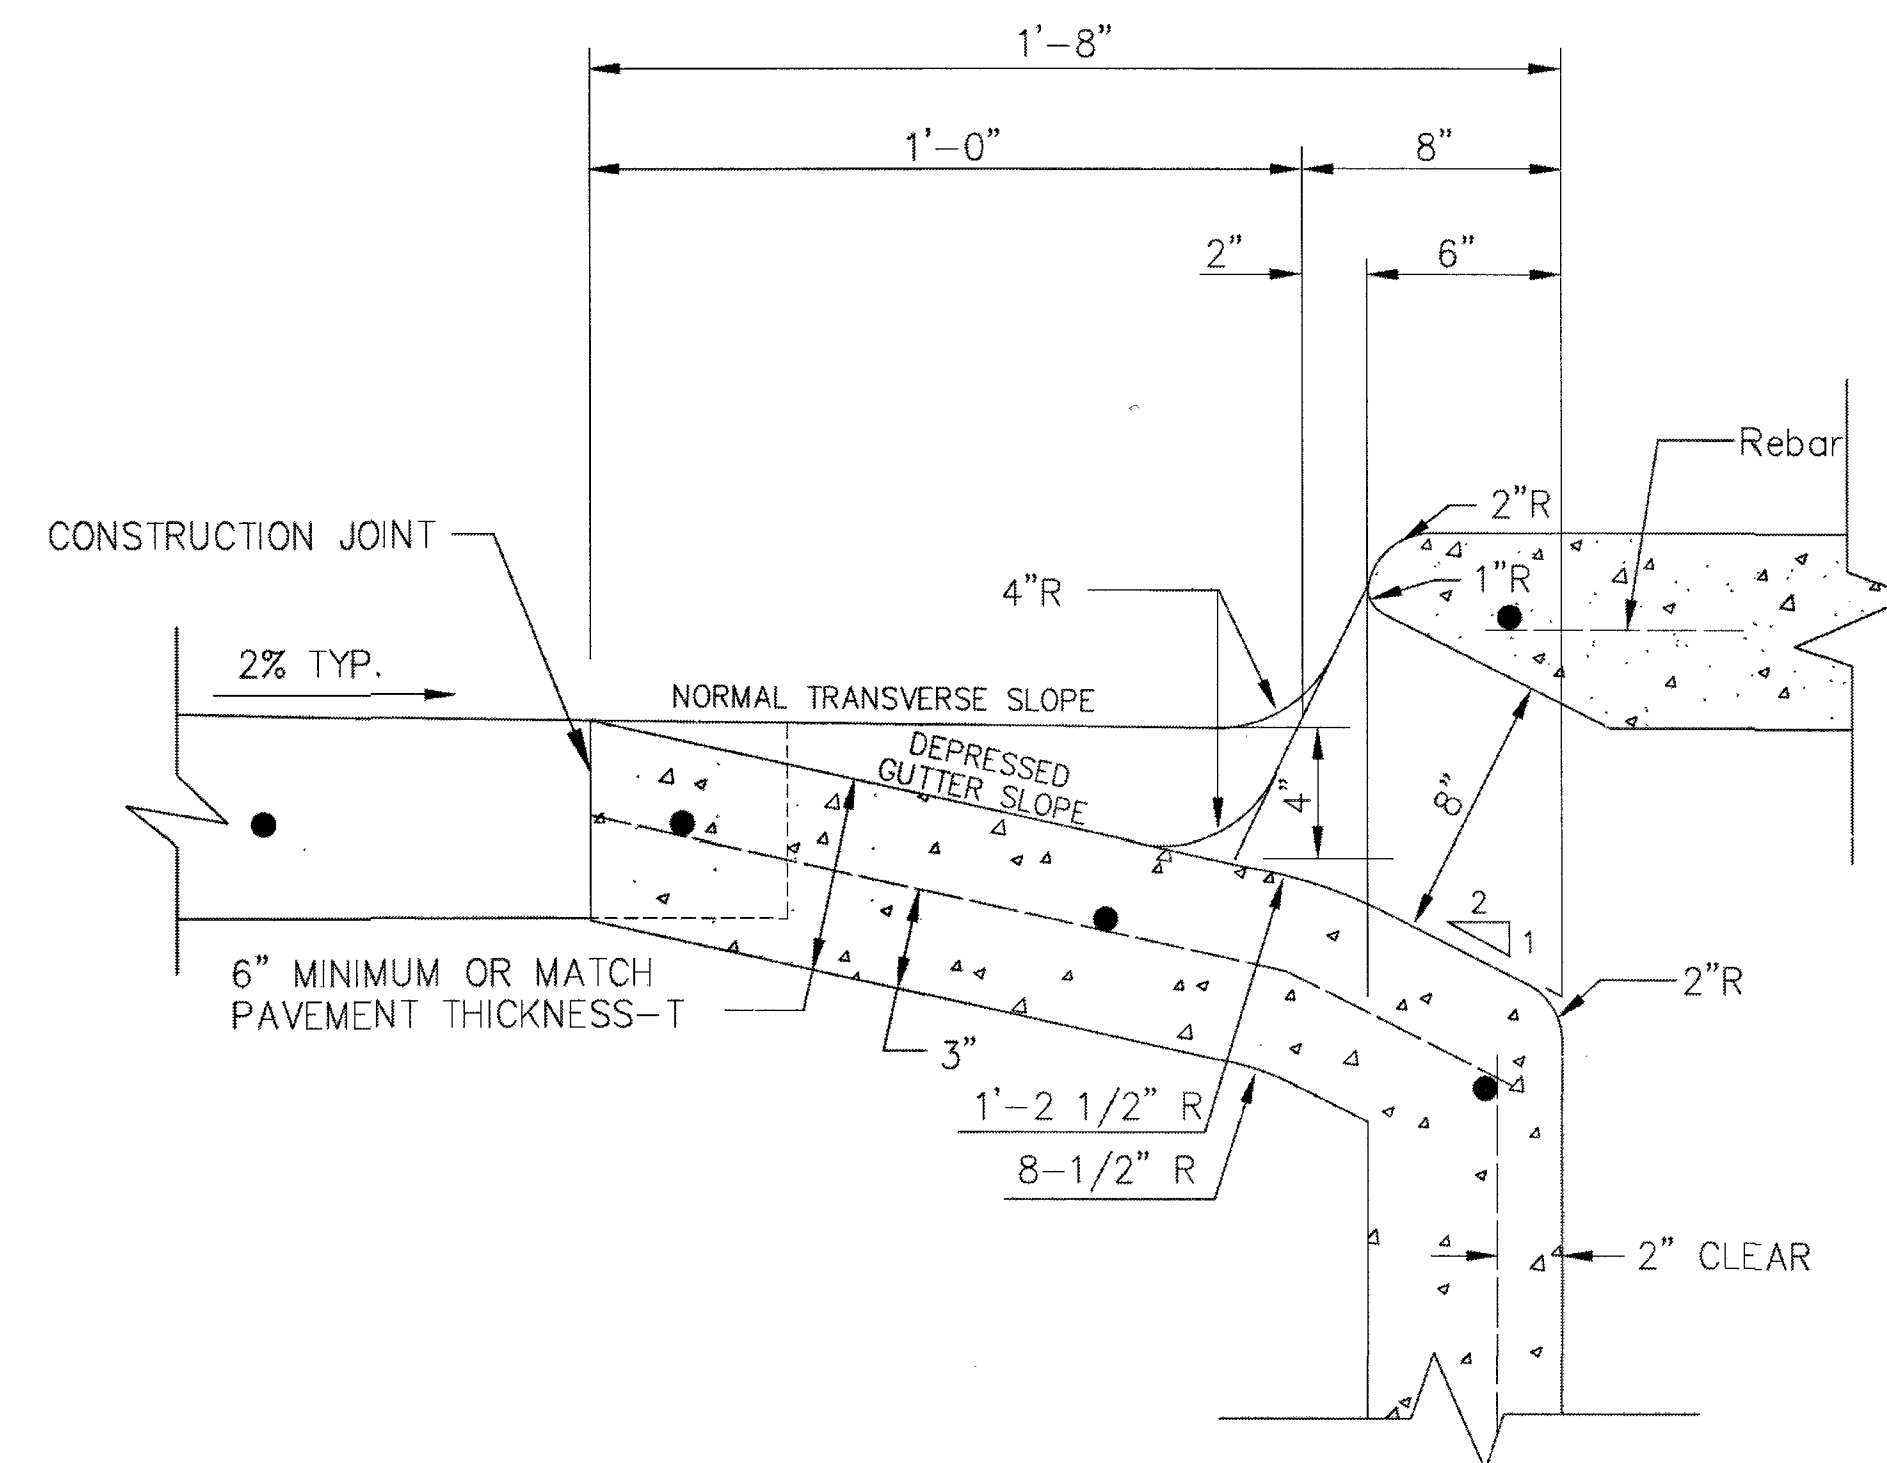 1'-8"
1'-0"
8"
2"
6"
Rebar
2"R
CONSTRUCTION JOINT
4"R
1"R
2% TYP.
NORMAL TRANSVERSE SLOPE
DEPRESSED
GUTTER SLOPE
4"
8"
2
1
6" MINIMUM OR MATCH
PAVEMENT THICKNESS-T
2"R
3"
1'-2 1/2" R
8-1/2" R
2" CLEAR